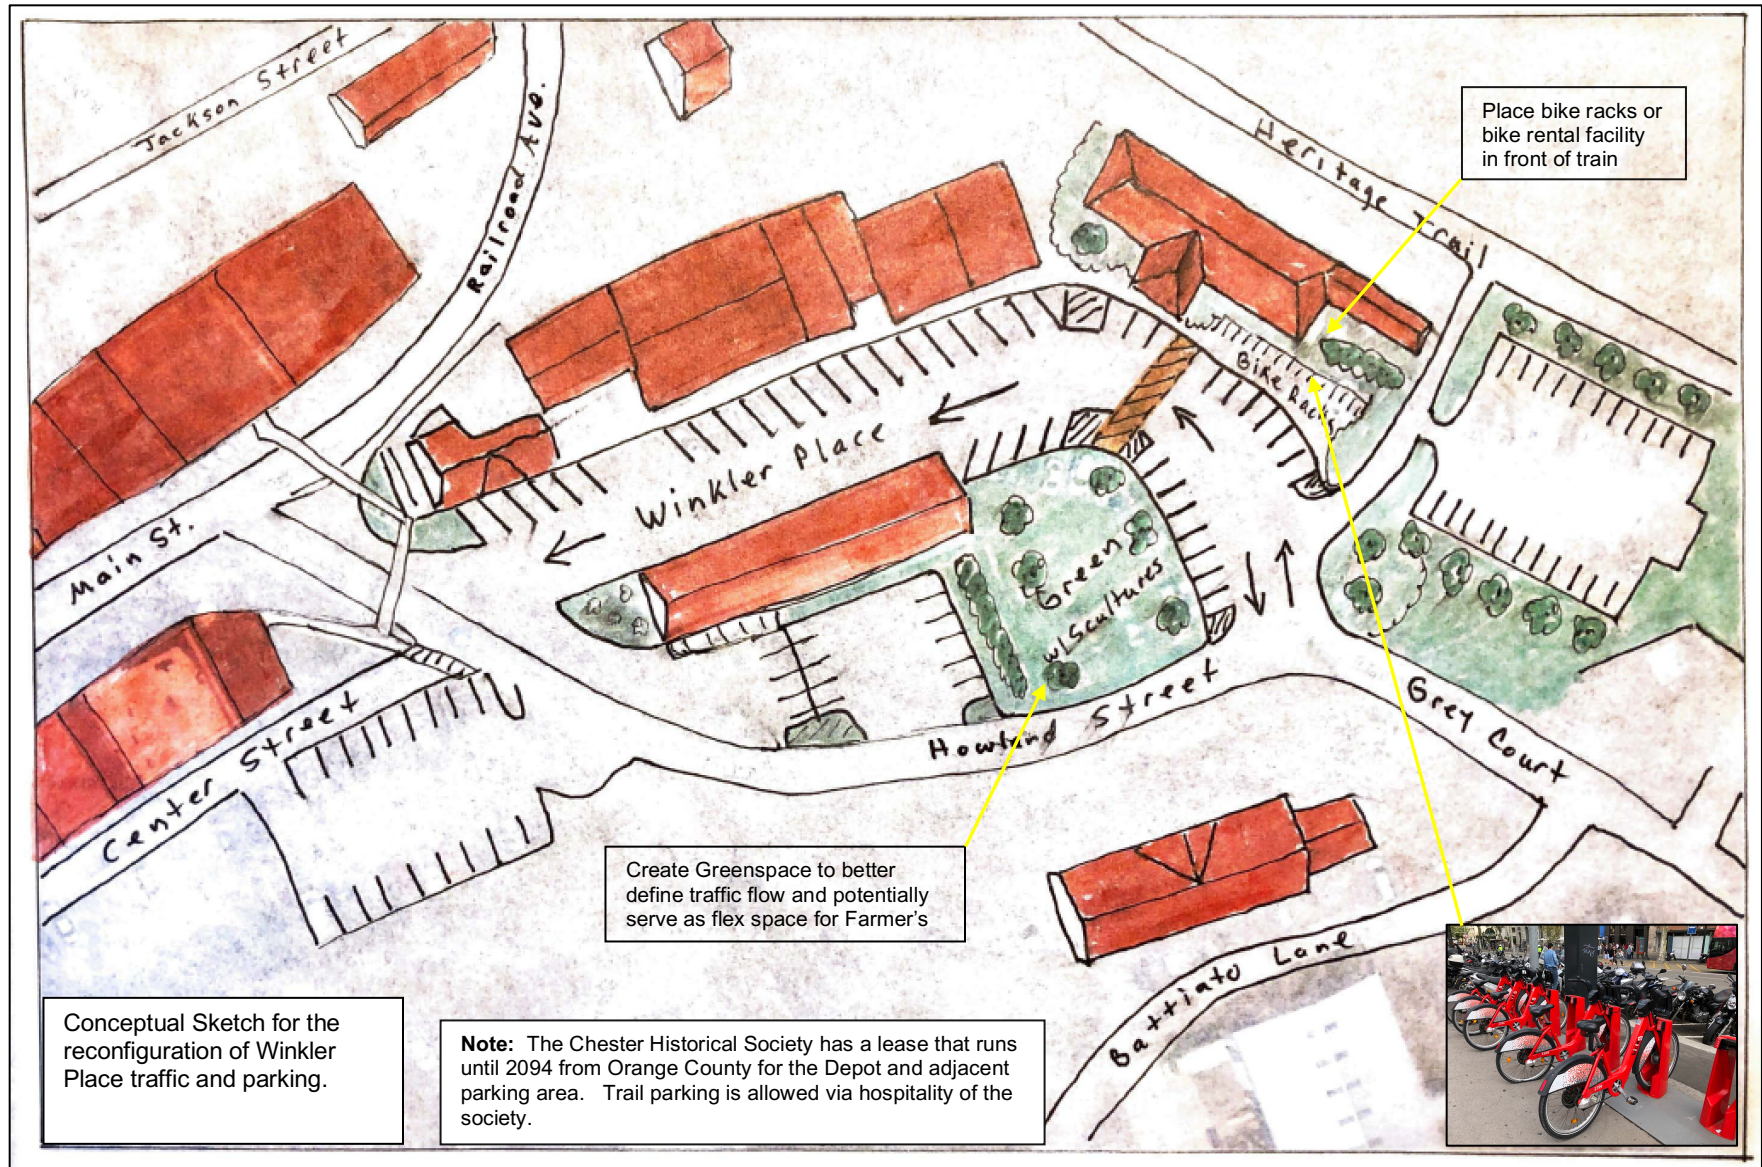 Jackson Street
Railroad Ave.
Heritage Trail
Place bike racks or
bike rental facility
in front of train
Bike Racks
Winkler Place
Main St.
Green
w/Scultures
Center Street
Howland Street
Grey Court
Create Greenspace to better
define traffic flow and potentially
serve as flex space for Farmer's
Battiato Lane
Conceptual Sketch for the
reconfiguration of Winkler
Place traffic and parking.
Note: The Chester Historical Society has a lease that runs
until 2094 from Orange County for the Depot and adjacent
parking area. Trail parking is allowed via hospitality of the
society.